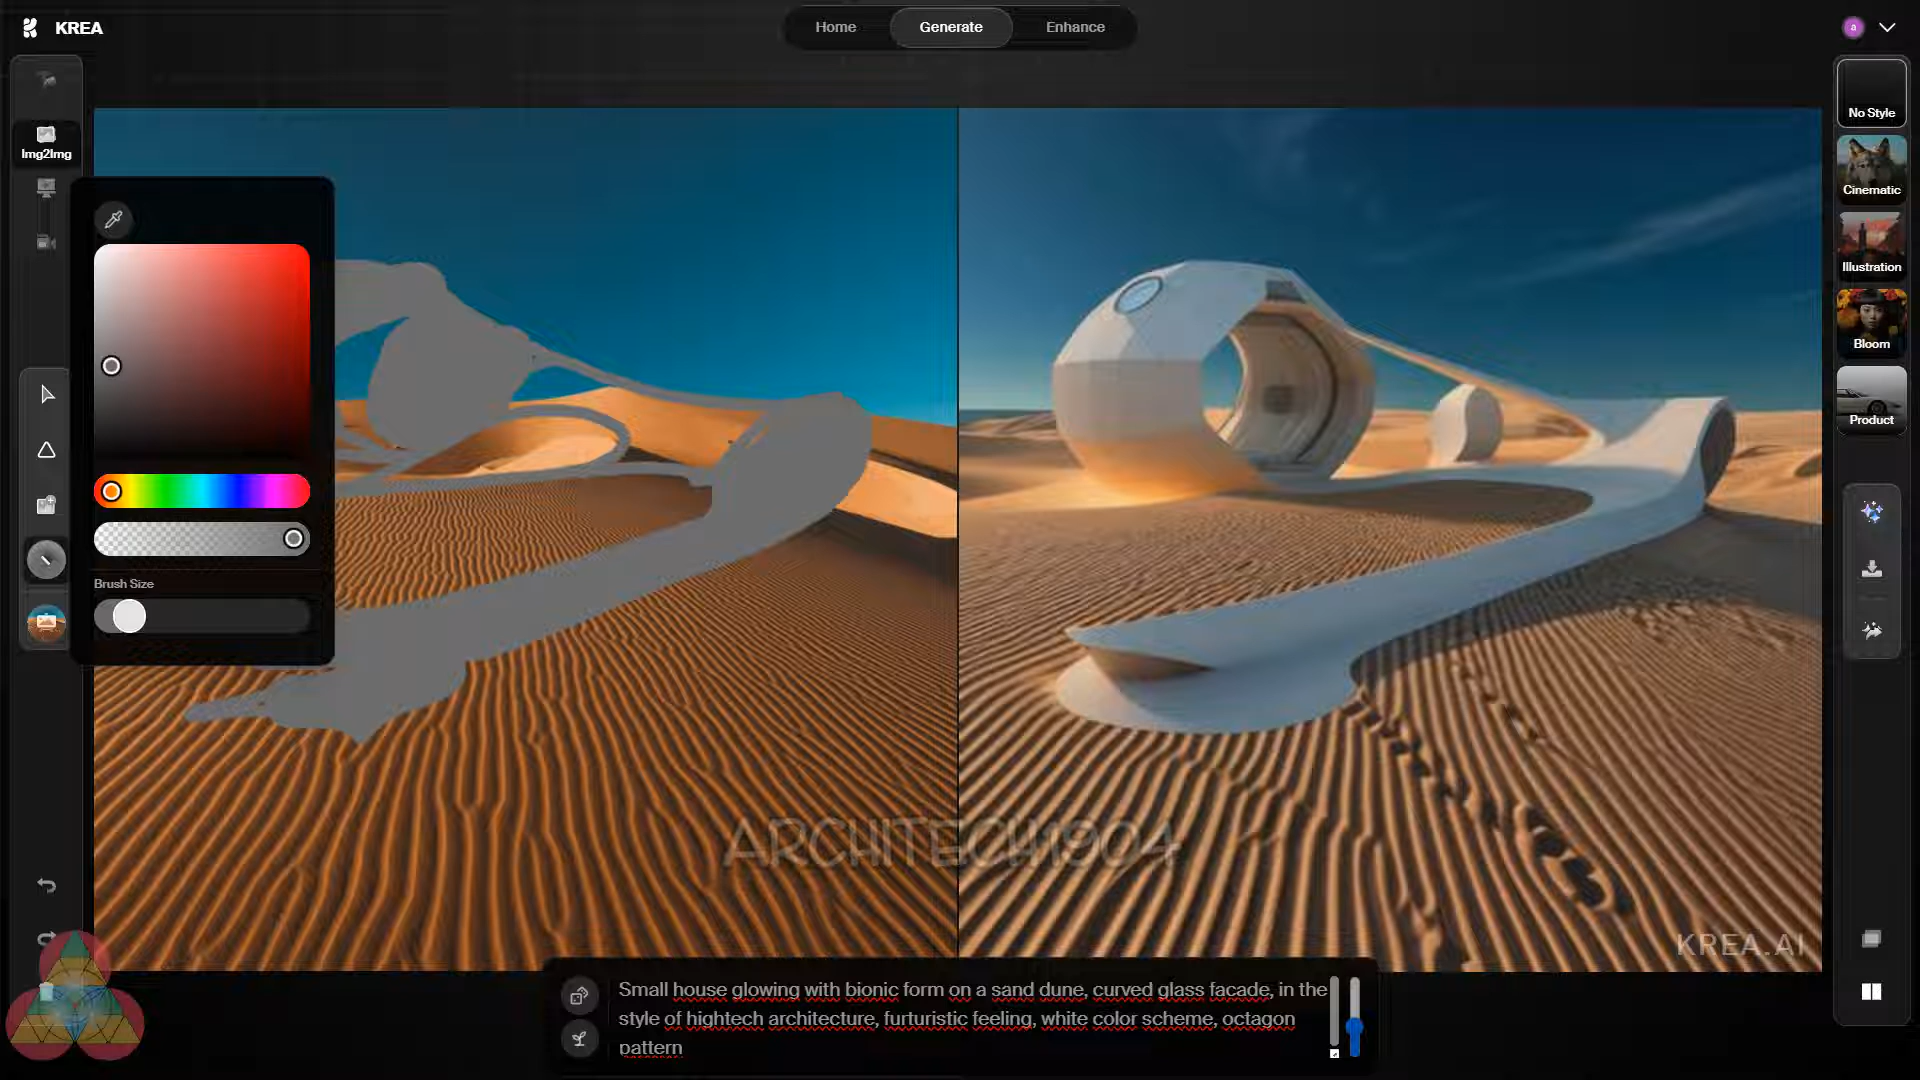 KREA
Home
Generate
Enhance
a
Img2Img
Brush Size
No Style
Cinematic
Illustration
Bloom
Product
ARCHITECH1904
KREA.AI
Small house glowing with bionic form on a sand dune, curved glass facade, in the
style of hightech architecture, furturistic feeling, white color scheme, octagon
pattern